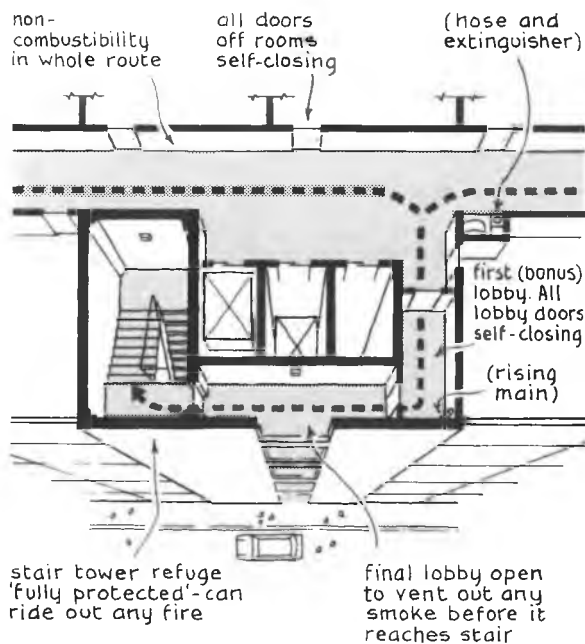 non-
combustibility
in whole route
all doors
off rooms
self-closing
(hose and
extinguisher)
first (bonus)
lobby. All
lobby doors
self-closing
(rising
main)
stair tower refuge
'fully protected'-can
ride out any fire
final lobby open
to vent out any
smoke before it
reaches stair